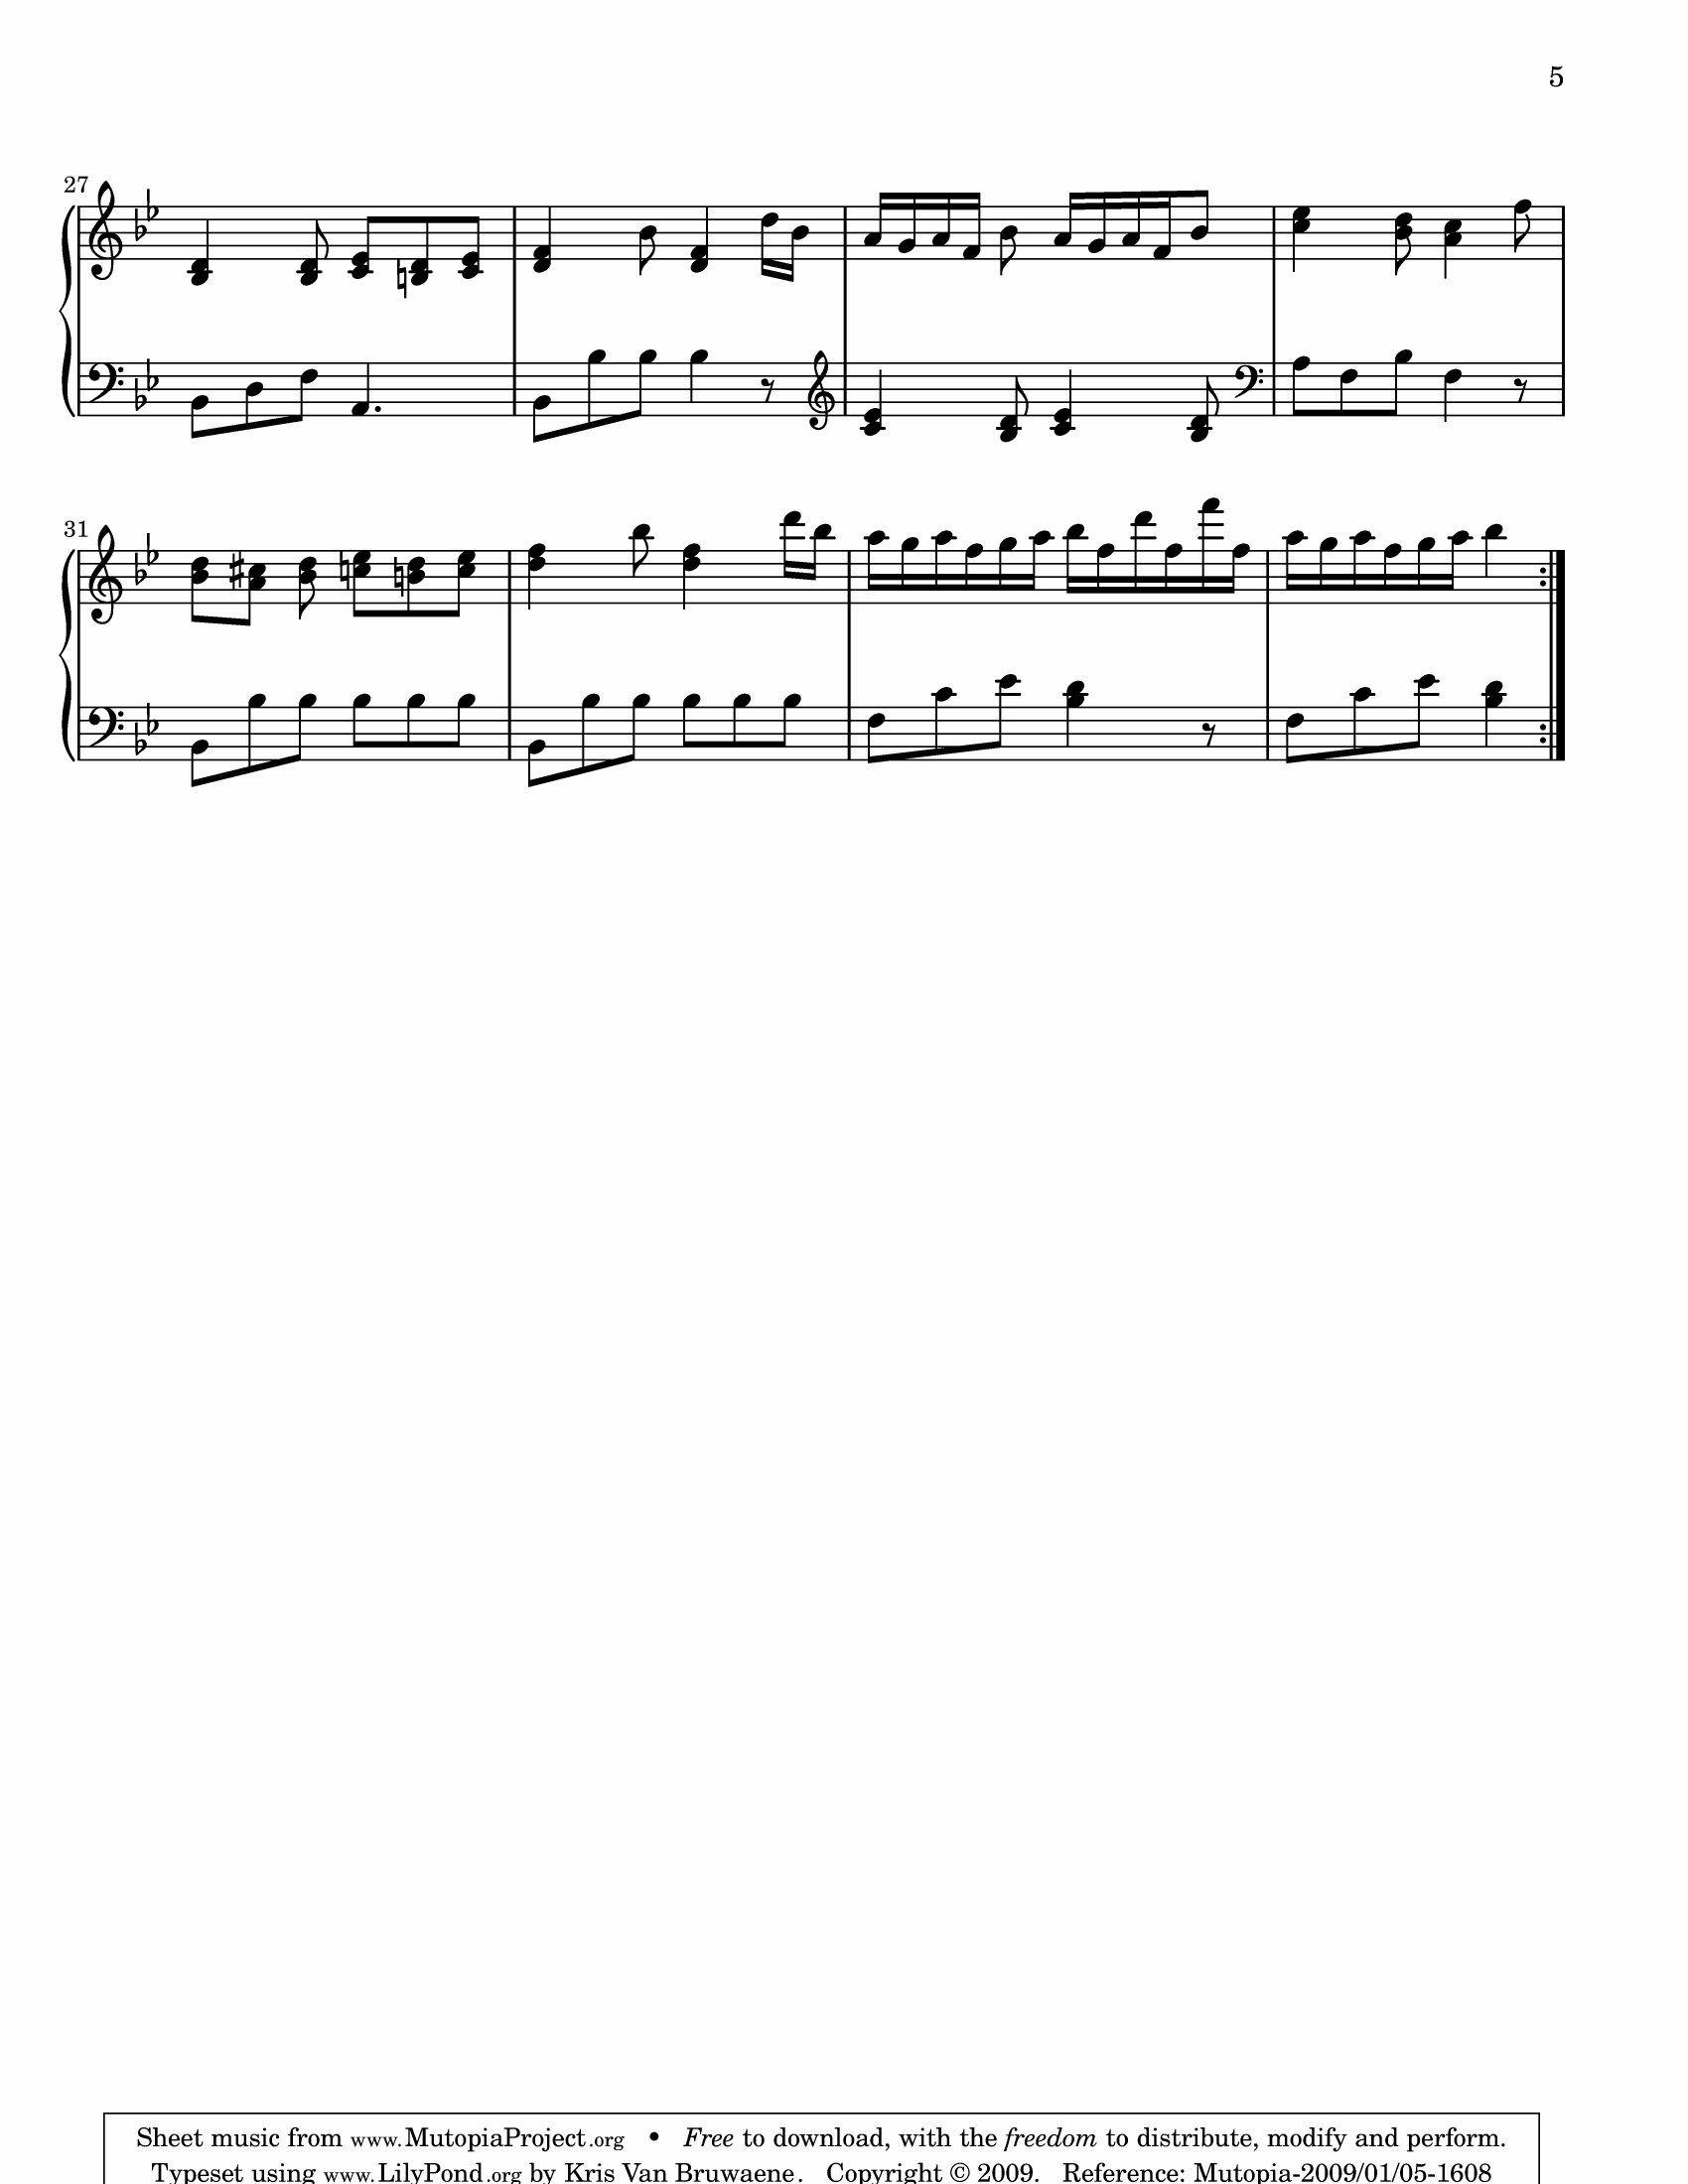 5
27
31
Sheet music from www.MutopiaProject.org • Free to download, with the freedom to distribute, modify and perform.
Typeset using www.LilyPond.org by Kris Van Bruwaene. Copyright © 2009. Reference: Mutopia-2009/01/05-1608